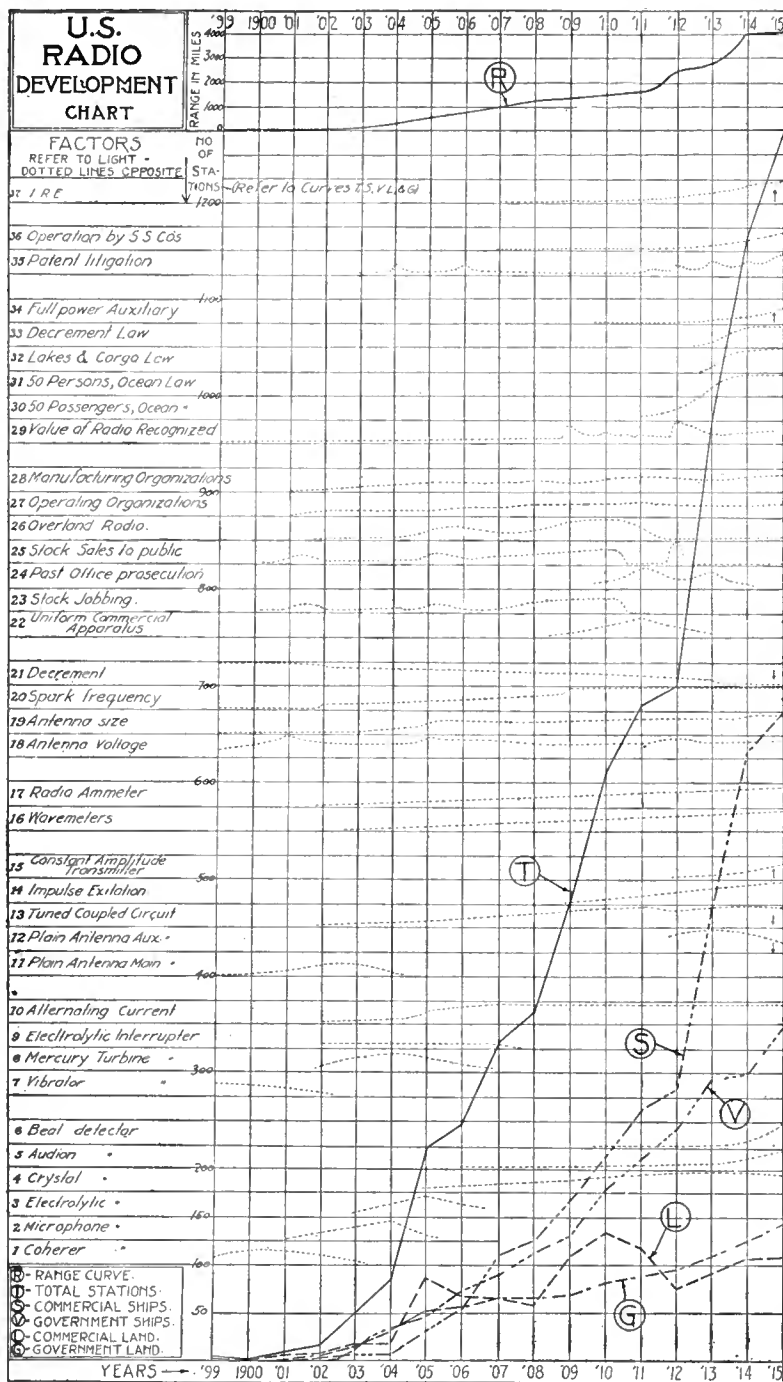 U.S.
RADIO
DEVELOPMENT
CHART
RANGE IN MILES
4000
3000
2000
1000
0
'99 1900 '01 '02 '03 '04 '05 '06 '07 '08 '09 '10 '11 '12 '13 '14 '15
R
FACTORS
REFER TO LIGHT -
DOTTED LINES OPPOSITE
NO
OF
STA-
TIONS
(Refer to Curves T.S.V L & G)
37 I R E
1200
36 Operation by S S Cos
35 Patent litigation
1100
34 Full power Auxiliary
33 Decrement Law
32 Lakes & Cargo Law
31 50 Persons, Ocean Law
1000
30 50 Passengers, Ocean "
29 Value of Radio Recognized
28 Manufacturing Organizations
900
27 Operating Organizations
26 Overland Radio.
25 Stock Sales to public
24 Post Office prosecution
800
23 Stock Jobbing.
22 Uniform Commercial
Apparatus
21 Decrement
700
20 Spark frequency
19 Antenna size
18 Antenna Voltage
600
17 Radio Ammeter
16 Wavemeters
15 Constant Amplitude
Transmitter
500
T
14 Impulse Exitation
13 Tuned Coupled Circuit
12 Plain Antenna Aux. "
11 Plain Antenna Main "
400
10 Alternating Current
9 Electrolytic Interrupter
8 Mercury Turbine "
300
S
7 Vibrator "
V
6 Beat detector
5 Audion "
200
4 Crystal "
3 Electrolytic "
150
L
2 Microphone "
1 Coherer "
100
R - RANGE CURVE.
T - TOTAL STATIONS.
S - COMMERCIAL SHIPS.
V - GOVERNMENT SHIPS.
L - COMMERCIAL LAND.
G - GOVERNMENT LAND.
50
G
YEARS → '99 1900 '01 '02 '03 '04 '05 '06 '07 '08 '09 '10 '11 '12 '13 '14 '15